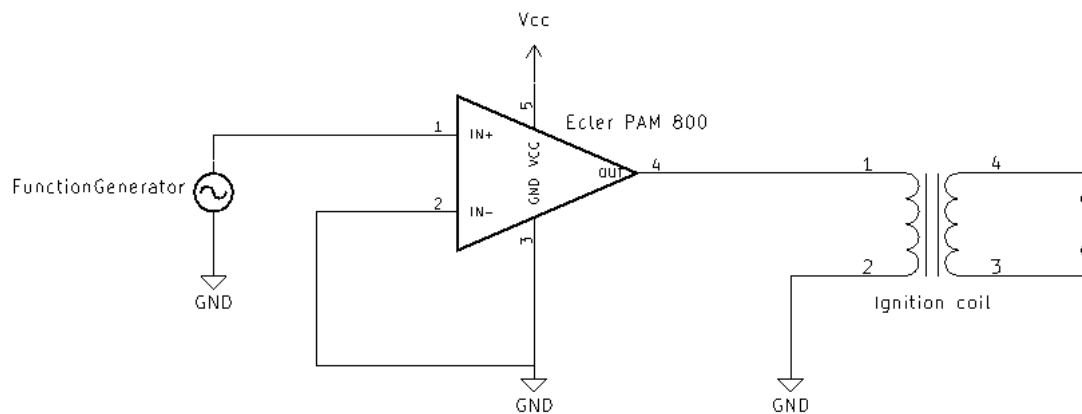 Vcc
5
Ecler PAM 800
1
IN+
VCC
FunctionGenerator
out
4
1
4
GND
2
IN-
3
2
3
Ignition coil
GND
GND
GND